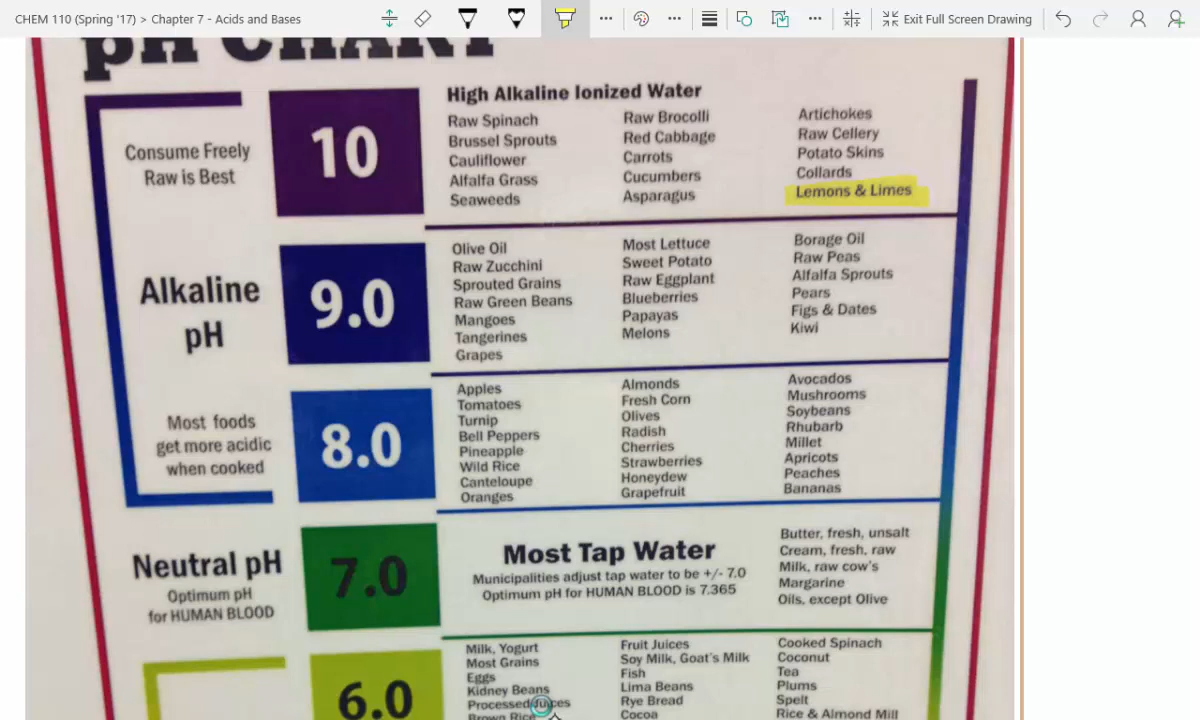 CHEM 110 (Spring '17) > Chapter 7 - Acids and Bases
Exit Full Screen Drawing
pH CHART
Consume Freely
Raw is Best
10
High Alkaline Ionized Water
Raw Spinach
Brussel Sprouts
Cauliflower
Alfalfa Grass
Seaweeds
Raw Brocolli
Red Cabbage
Carrots
Cucumbers
Asparagus
Artichokes
Raw Cellery
Potato Skins
Collards
Lemons & Limes
Alkaline
pH
9.0
Olive Oil
Raw Zucchini
Sprouted Grains
Raw Green Beans
Mangoes
Tangerines
Grapes
Most Lettuce
Sweet Potato
Raw Eggplant
Blueberries
Papayas
Melons
Borage Oil
Raw Peas
Alfalfa Sprouts
Pears
Figs & Dates
Kiwi
Most foods
get more acidic
when cooked
8.0
Apples
Tomatoes
Turnip
Bell Peppers
Pineapple
Wild Rice
Canteloupe
Oranges
Almonds
Fresh Corn
Olives
Radish
Cherries
Strawberries
Honeydew
Grapefruit
Avocados
Mushrooms
Soybeans
Rhubarb
Millet
Apricots
Peaches
Bananas
Neutral pH
Optimum pH
for HUMAN BLOOD
7.0
Most Tap Water
Municipalities adjust tap water to be +/- 7.0
Optimum pH for HUMAN BLOOD is 7.365
Butter, fresh, unsalt
Cream, fresh, raw
Milk, raw cow's
Margarine
Oils, except Olive
6.0
Milk, Yogurt
Most Grains
Eggs
Kidney Beans
Processed Juices
Brown Rice
Fruit Juices
Soy Milk, Goat's Milk
Fish
Lima Beans
Rye Bread
Cocoa
Cooked Spinach
Coconut
Tea
Plums
Spelt
Rice & Almond Mill